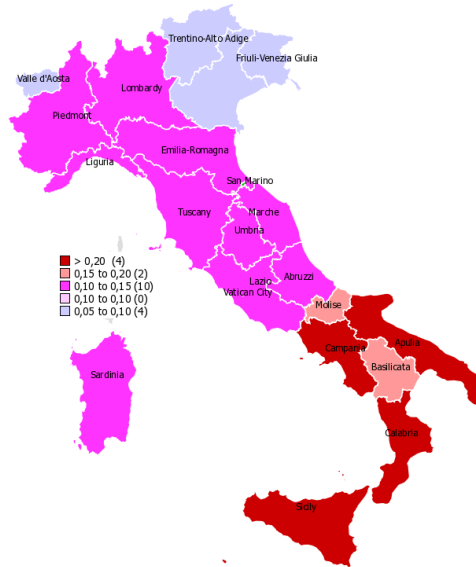 Trentino-Alto Adige
Friuli-Venezia Giulia
Valle d'Aosta
Lombardy
Piedmont
Emilia-Romagna
Liguria
San Marino
Tuscany
Marche
Umbria
> 0,20 (4)
0,15 to 0,20 (2)
0,10 to 0,15 (10)
0,10 to 0,10 (0)
0,05 to 0,10 (4)
Abruzzi
Lazio
Vatican City
Molise
Apulia
Campania
Basilicata
Sardinia
Calabria
Sicily